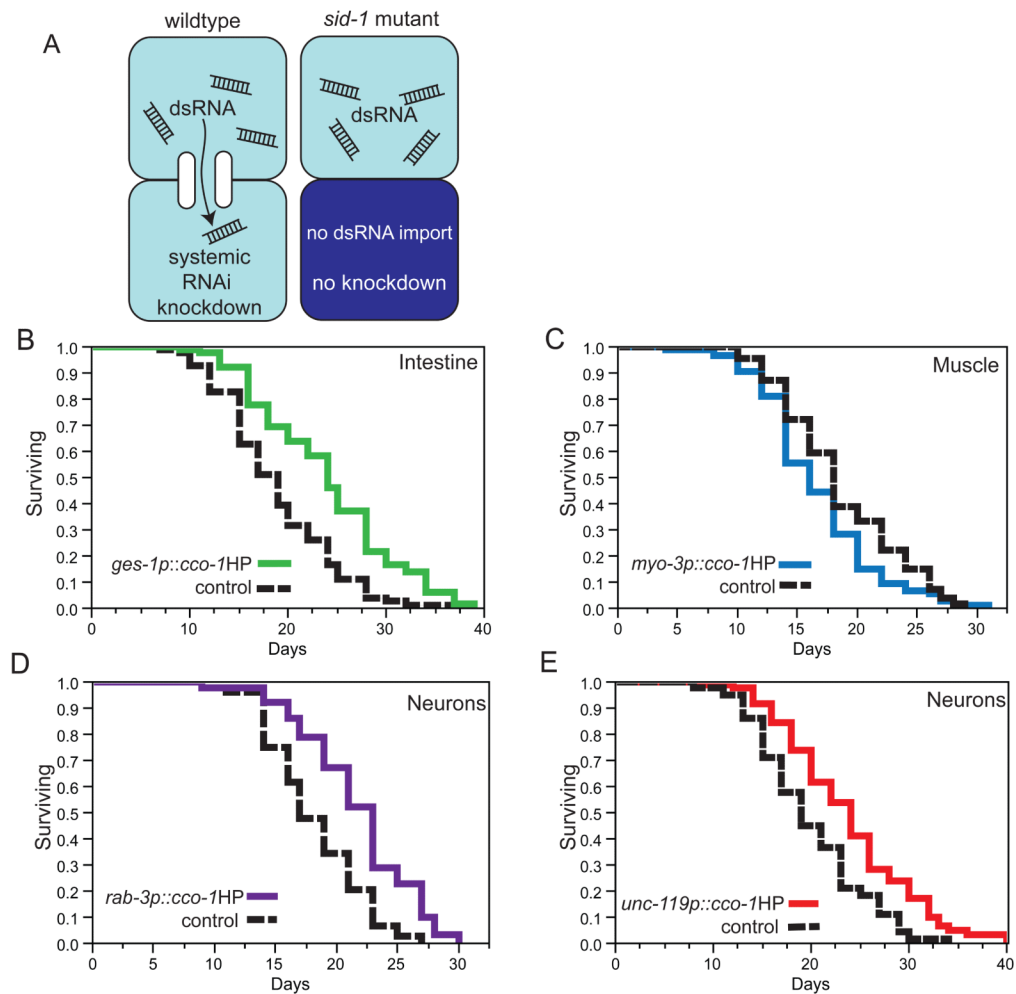 A
wildtype
sid-1 mutant
dsRNA
dsRNA
systemic
RNAi
knockdown
no dsRNA import
no knockdown
B
Intestine
1.0
0.9
0.8
0.7
0.6
0.5
0.4
0.3
0.2
0.1
0.0
Surviving
ges-1p::cco-1HP
control
0 10 20 30 40
Days
C
Muscle
1.0
0.9
0.8
0.7
0.6
0.5
0.4
0.3
0.2
0.1
0.0
Surviving
myo-3p::cco-1HP
control
0 5 10 15 20 25 30
Days
D
Neurons
1.0
0.9
0.8
0.7
0.6
0.5
0.4
0.3
0.2
0.1
0.0
Surviving
rab-3p::cco-1HP
control
0 5 10 15 20 25 30
Days
E
Neurons
1.0
0.9
0.8
0.7
0.6
0.5
0.4
0.3
0.2
0.1
0.0
Surviving
unc-119p::cco-1HP
control
0 10 20 30 40
Days